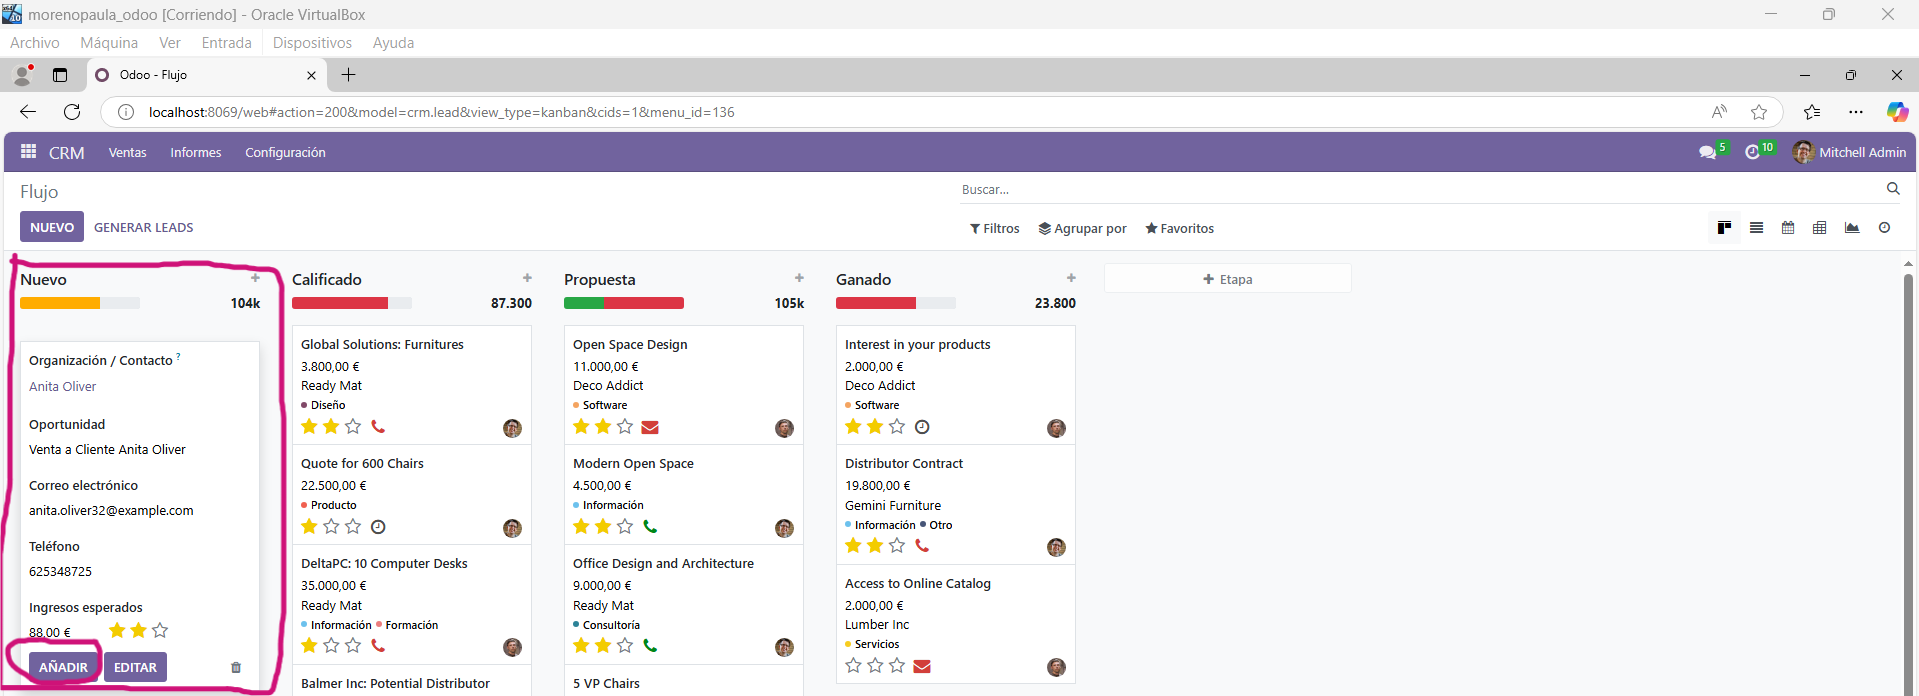 morenopaula_odoo [Corriendo] - Oracle VirtualBox
Archivo Máquina Ver Entrada Dispositivos Ayuda
Odoo - Flujo
localhost:8069/web#action=200&model=crm.lead&view_type=kanban&cids=1&menu_id=136
CRM Ventas Informes Configuración 5 10 Mitchell Admin
Flujo
Buscar...
NUEVO GENERAR LEADS
Filtros Agrupar por Favoritos
Nuevo
104k
Organización / Contacto ?
Anita Oliver
Oportunidad
Venta a Cliente Anita Oliver
Correo electrónico
anita.oliver32@example.com
Teléfono
625348725
Ingresos esperados
88,00 €
AÑADIR EDITAR
Calificado
87.300
Global Solutions: Furnitures
3.800,00 €
Ready Mat
Diseño
Quote for 600 Chairs
22.500,00 €
Producto
DeltaPC: 10 Computer Desks
35.000,00 €
Ready Mat
Información Formación
Balmer Inc: Potential Distributor
Propuesta
105k
Open Space Design
11.000,00 €
Deco Addict
Software
Modern Open Space
4.500,00 €
Información
Office Design and Architecture
9.000,00 €
Ready Mat
Consultoría
5 VP Chairs
Ganado
23.800
Interest in your products
2.000,00 €
Deco Addict
Software
Distributor Contract
19.800,00 €
Gemini Furniture
Información Otro
Access to Online Catalog
2.000,00 €
Lumber Inc
Servicios
+ Etapa